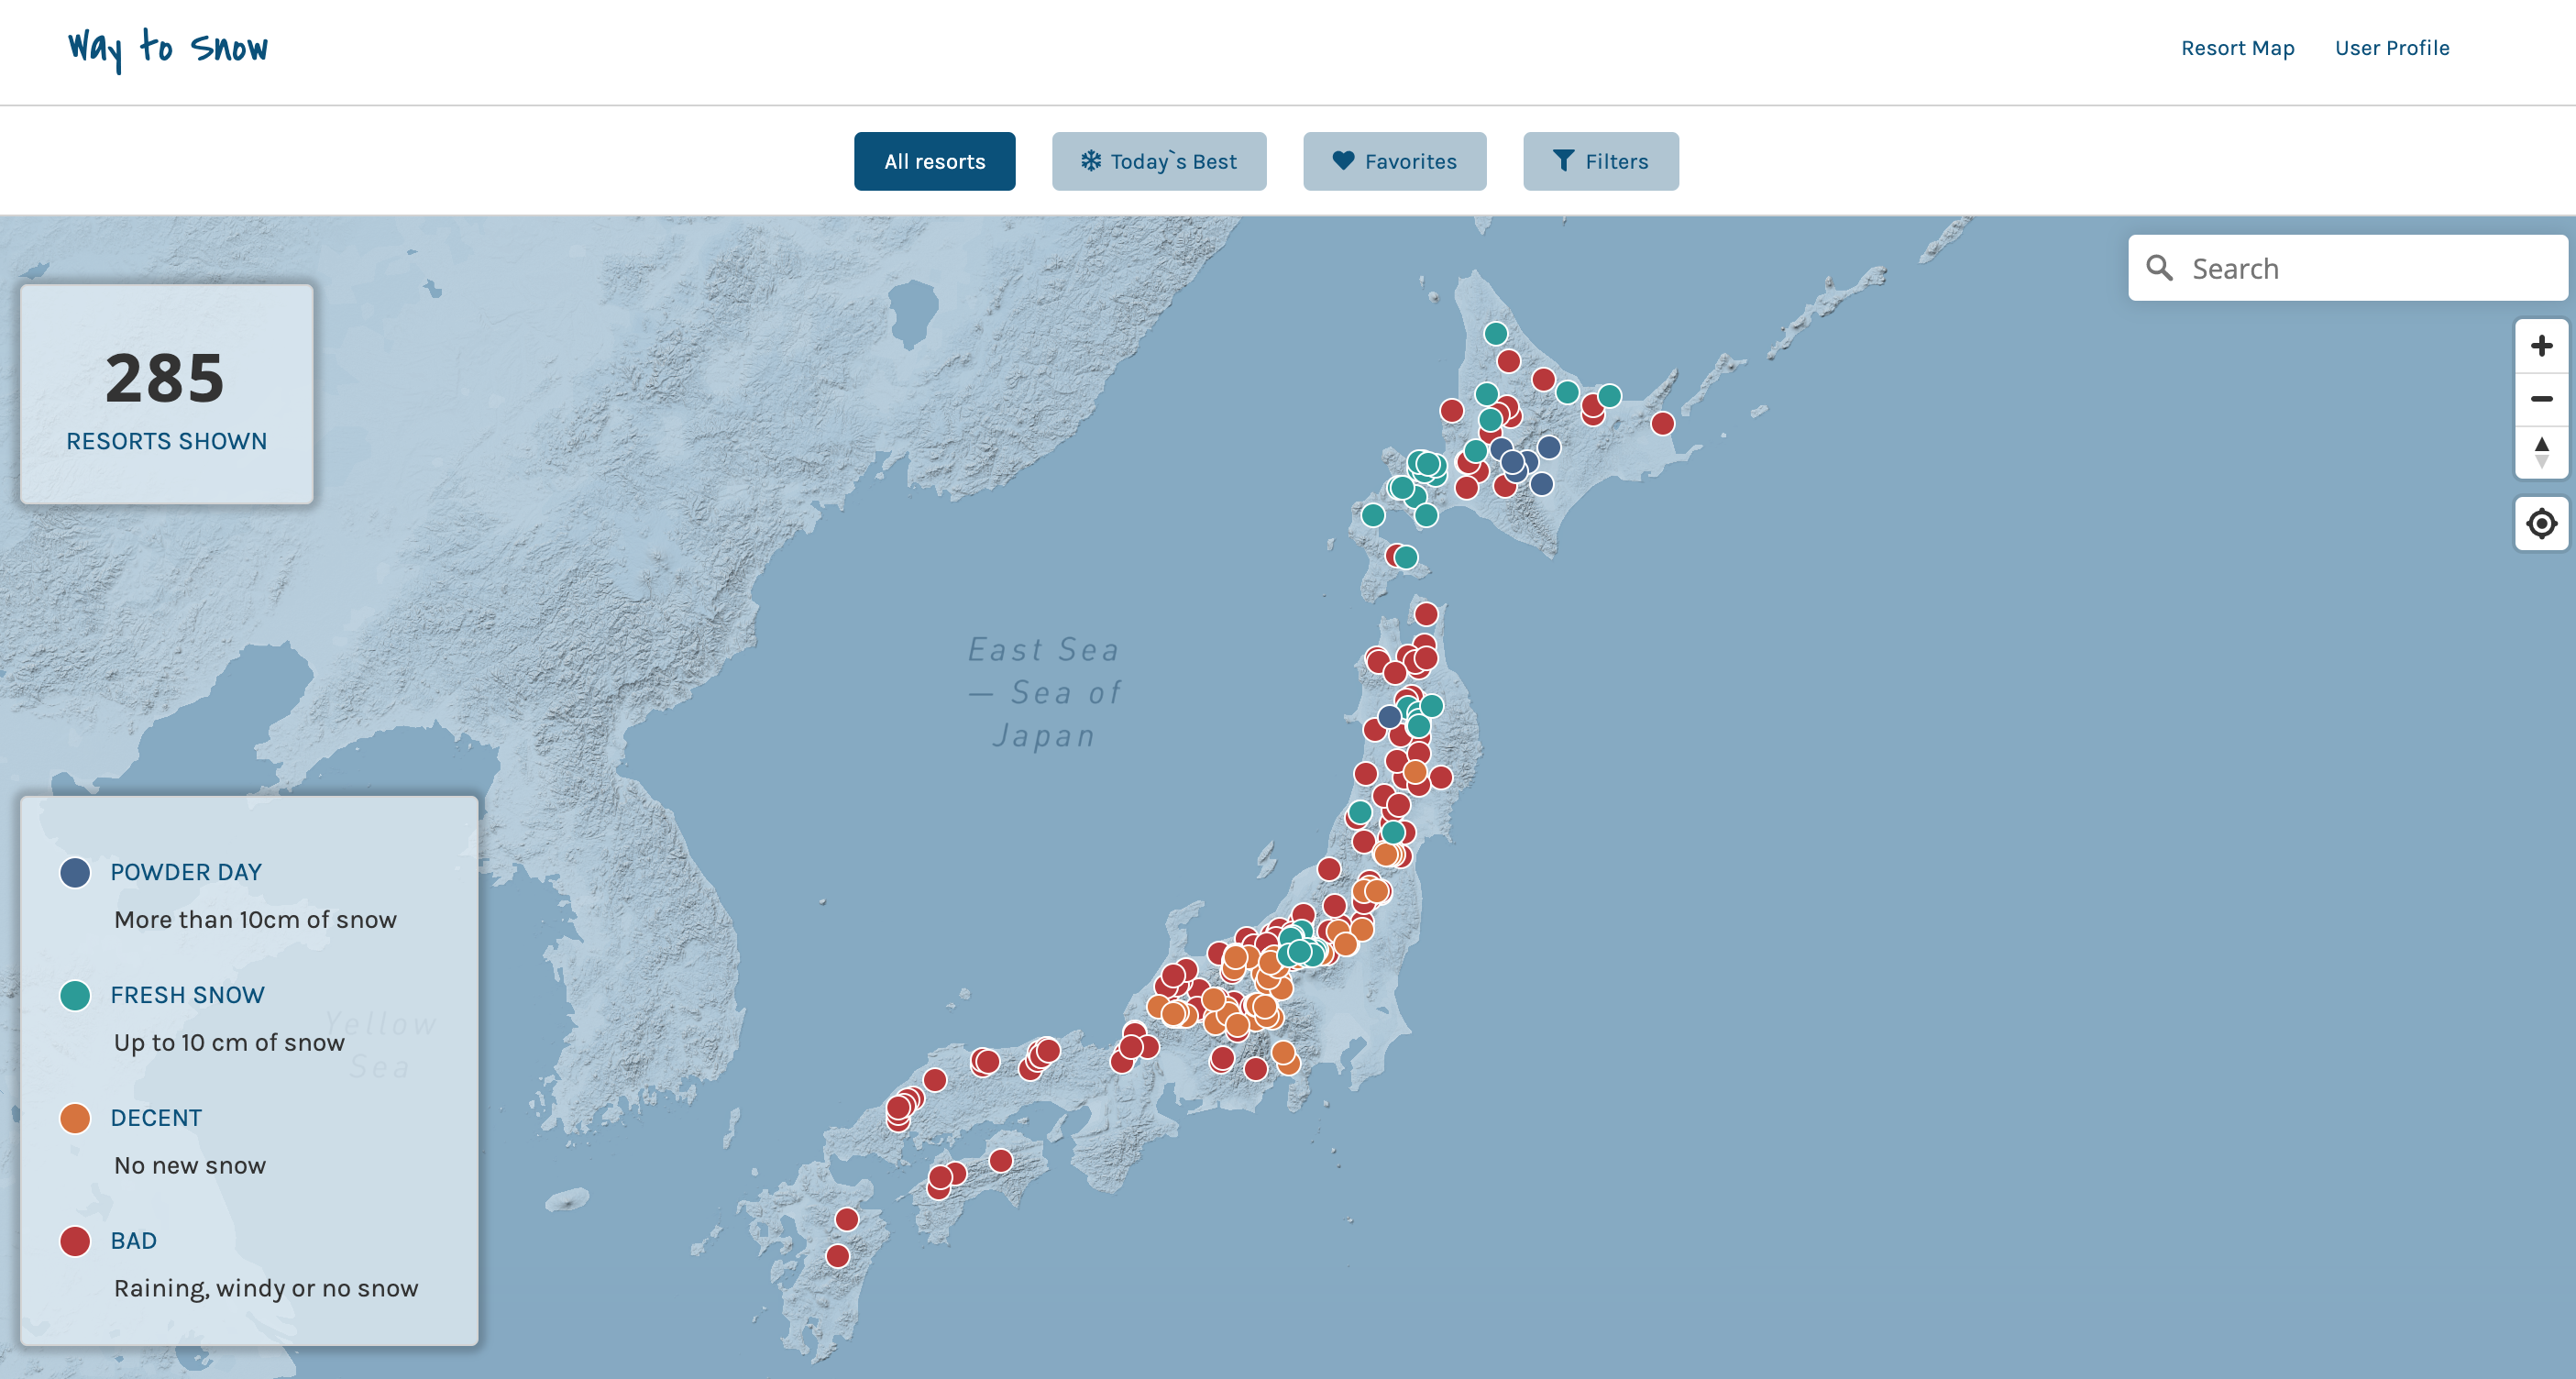 Way to Snow
Resort Map
User Profile
All resorts
Today`s Best
Favorites
Filters
Search
285
RESORTS SHOWN
East Sea
— Sea of
Japan
POWDER DAY
More than 10cm of snow
FRESH SNOW
Up to 10 cm of snow
Yellow
Sea
DECENT
No new snow
BAD
Raining, windy or no snow